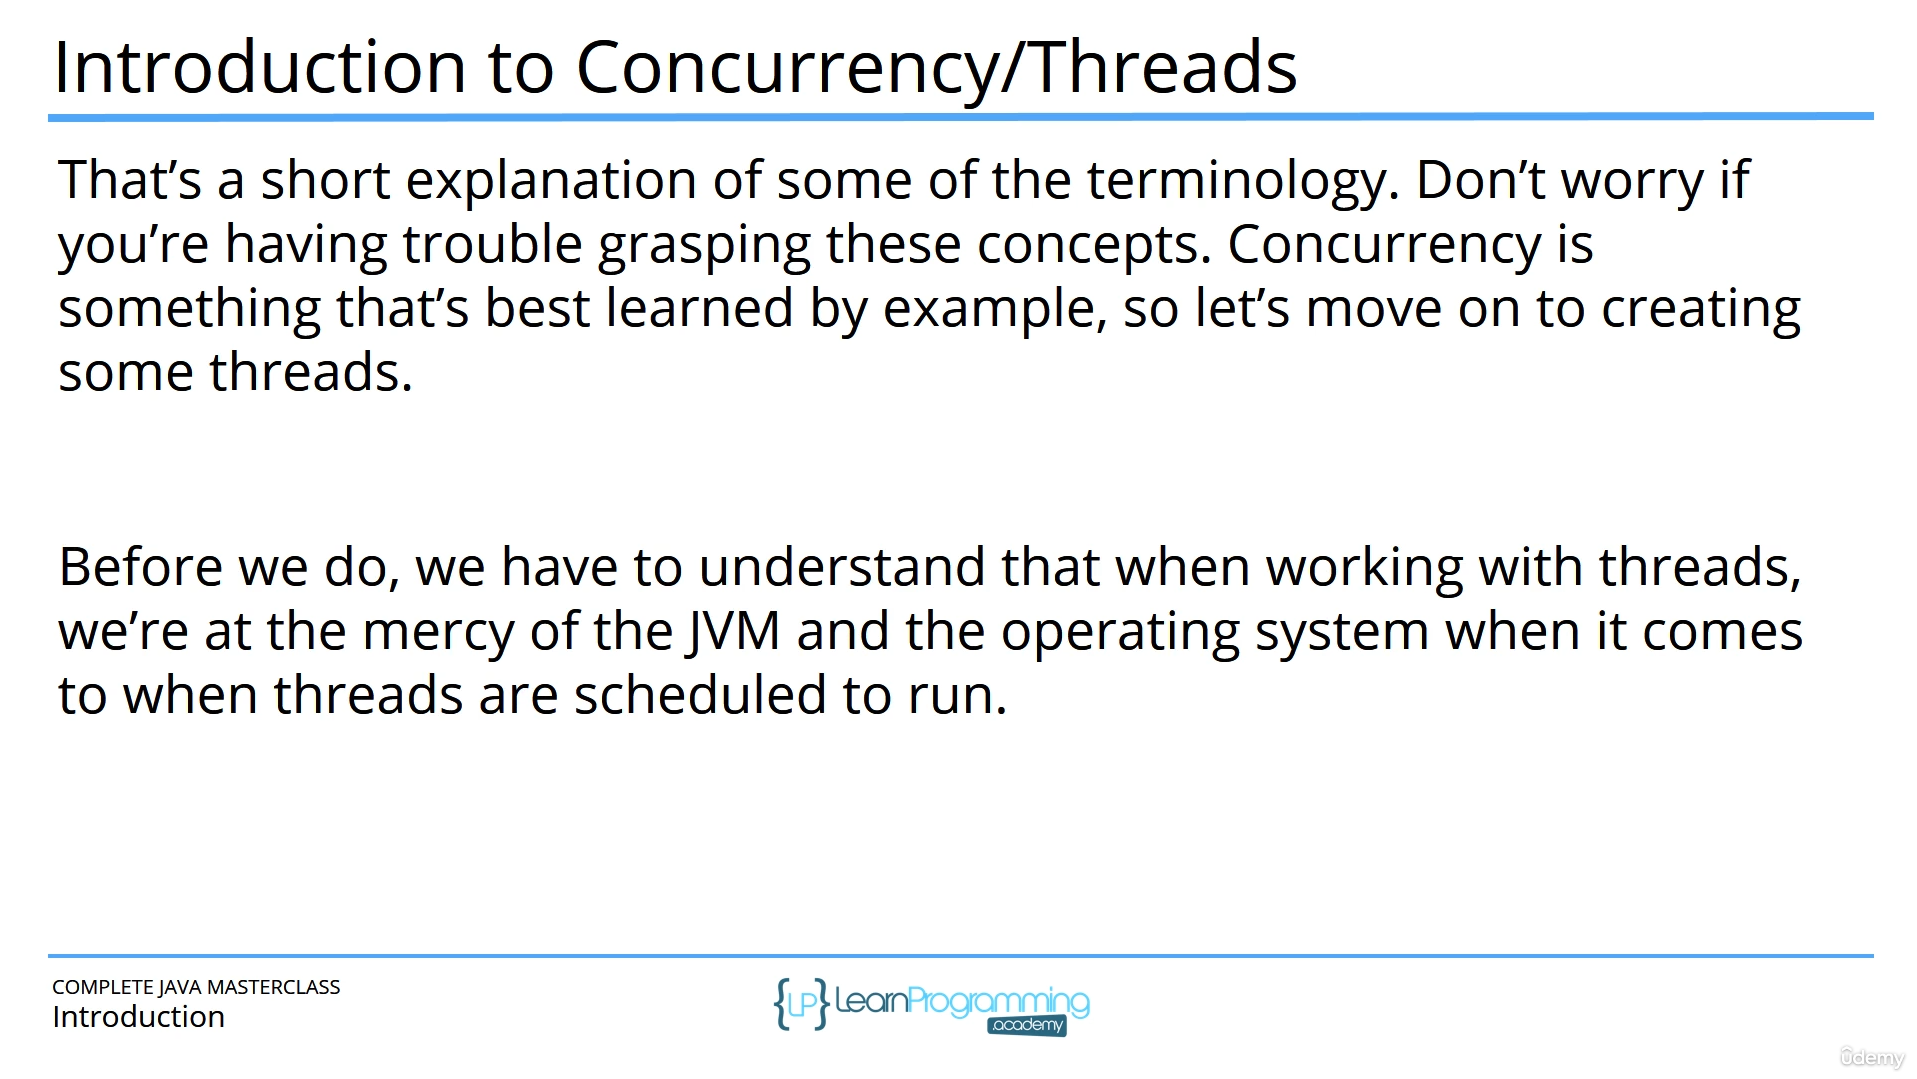 Introduction to Concurrency/Threads
That’s a short explanation of some of the terminology. Don’t worry if
you’re having trouble grasping these concepts. Concurrency is
something that’s best learned by example, so let’s move on to creating
some threads.
Before we do, we have to understand that when working with threads,
we’re at the mercy of the JVM and the operating system when it comes
to when threads are scheduled to run.
COMPLETE JAVA MASTERCLASS
Introduction
{LP} LearnProgramming
.academy
ûdemy